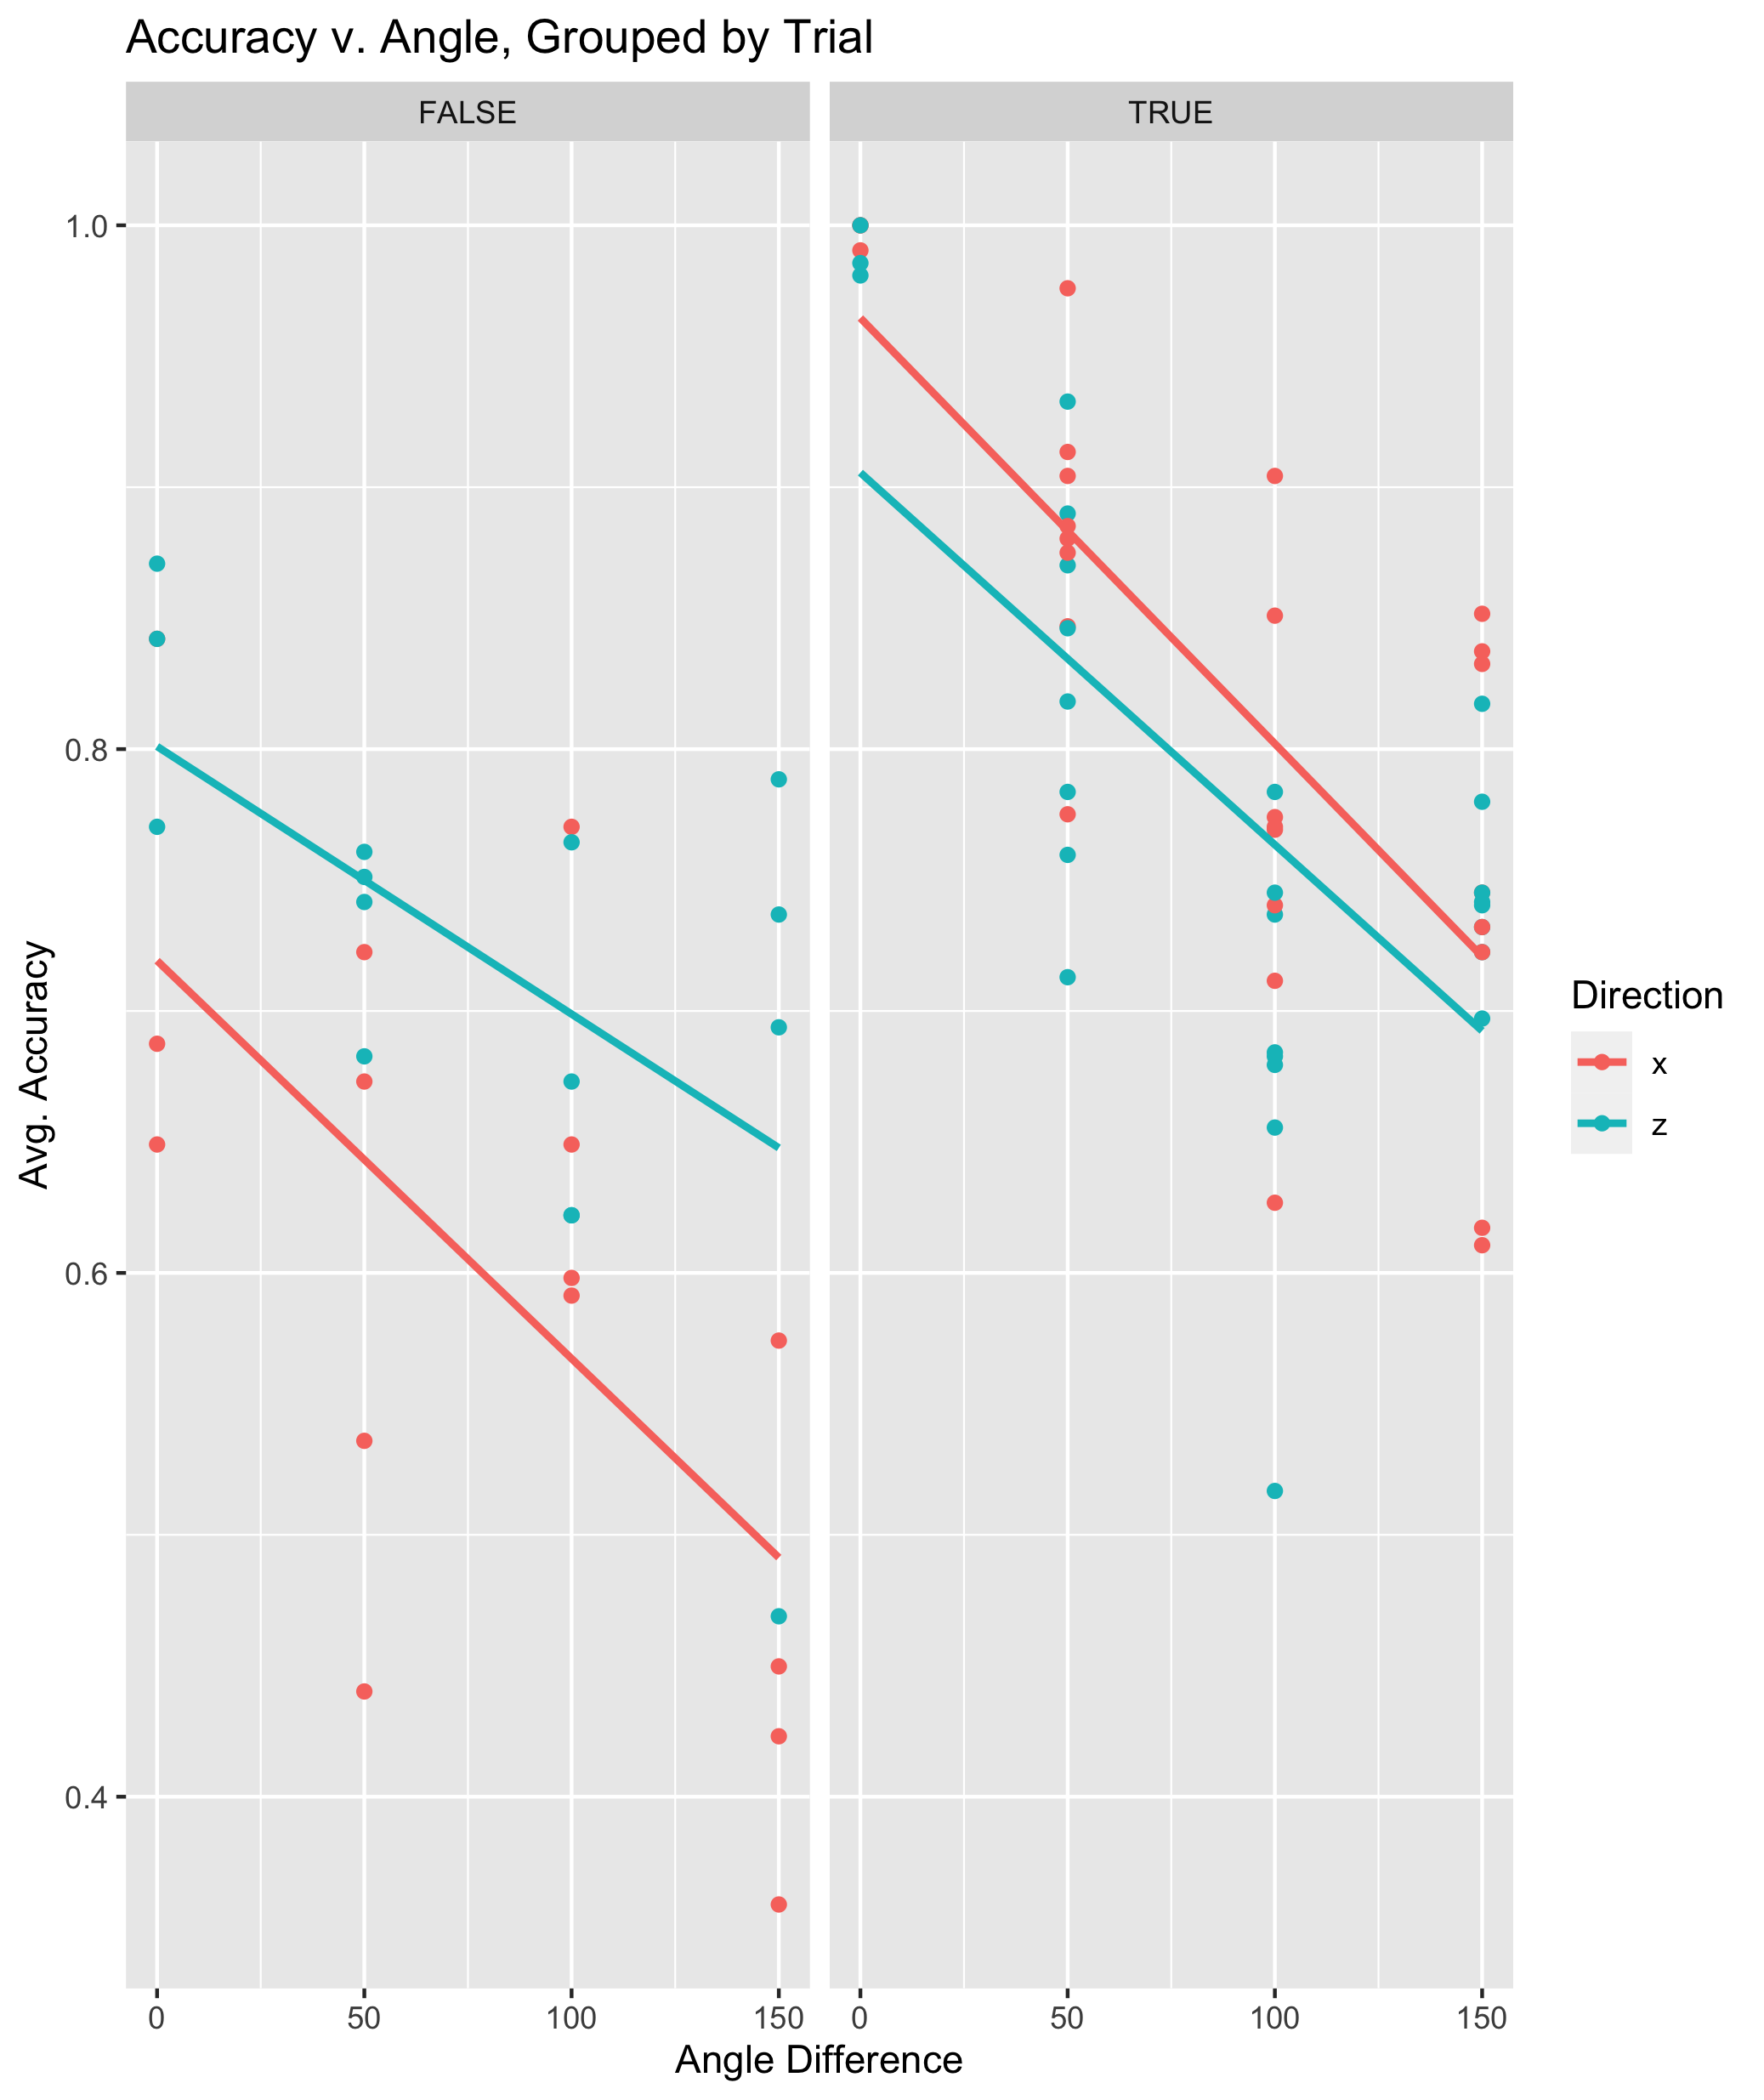 Accuracy v. Angle, Grouped by Trial
FALSE
TRUE
1.0
0.8
0.6
0.4
Avg. Accuracy
0 50 100 150
0 50 100 150
Angle Difference
Direction
x
z